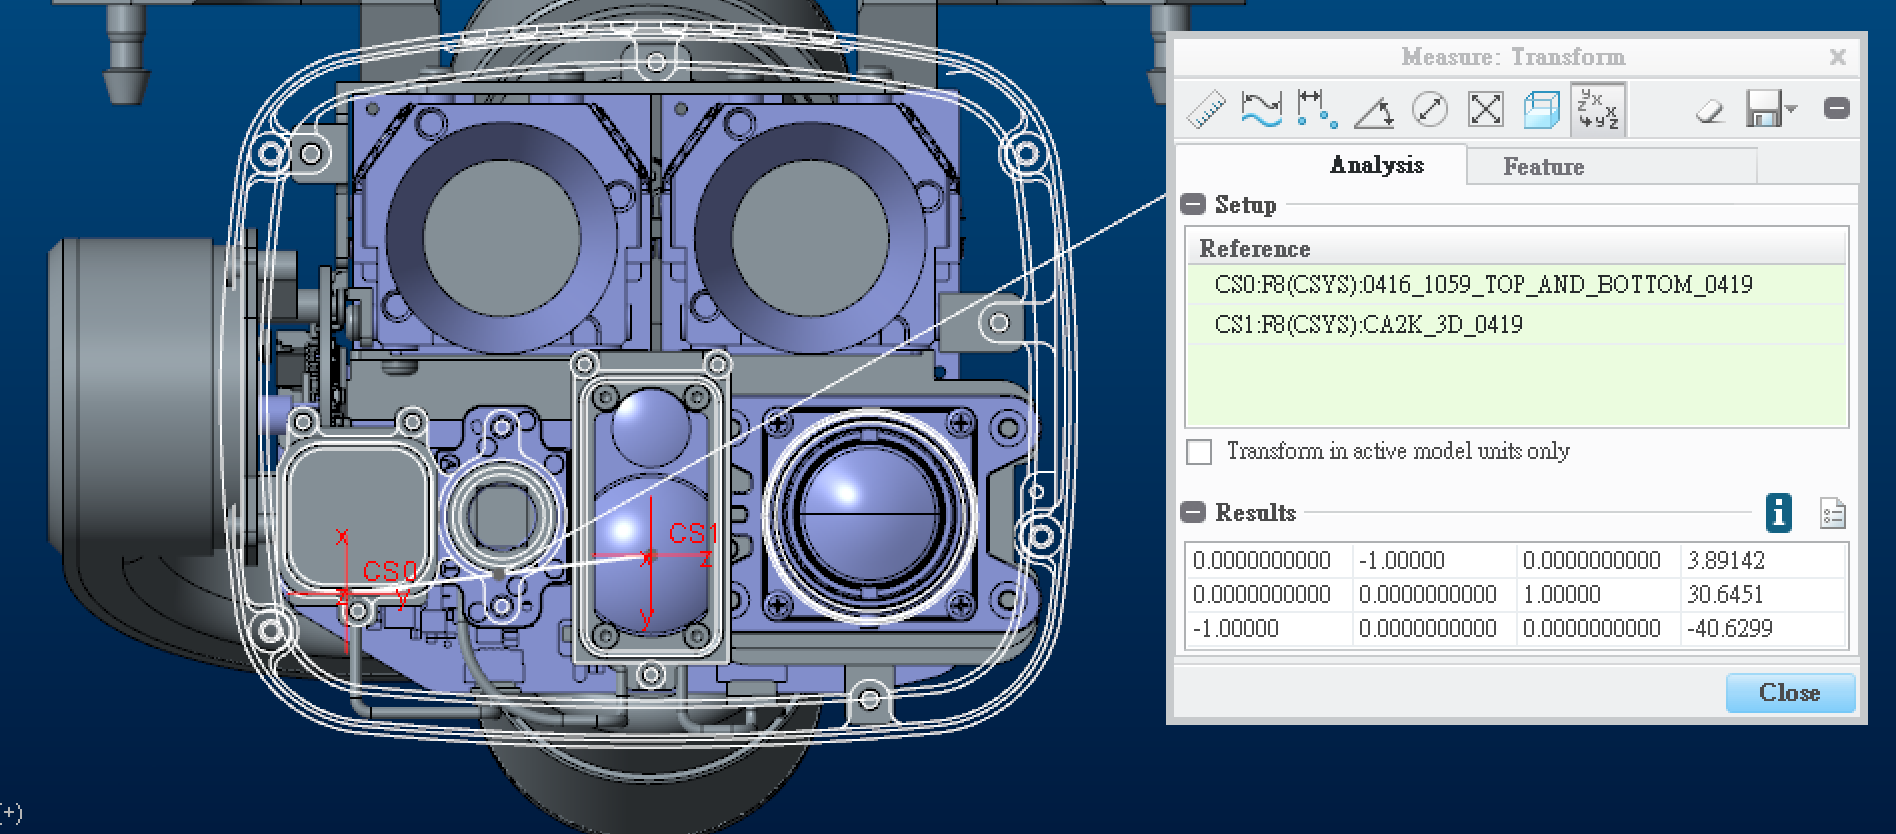 Measure: Transform
Analysis
Feature
Setup
Reference
CS0:F8(CSYS):0416_1059_TOP_AND_BOTTOM_0419
CS1:F8(CSYS):CA2K_3D_0419
Transform in active model units only
Results
0.0000000000 -1.00000 0.0000000000 3.89142
0.0000000000 0.0000000000 1.00000 30.6451
-1.00000 0.0000000000 0.0000000000 -40.6299
Close
CS1
x
z
y
x
CS0
z
y
(+)